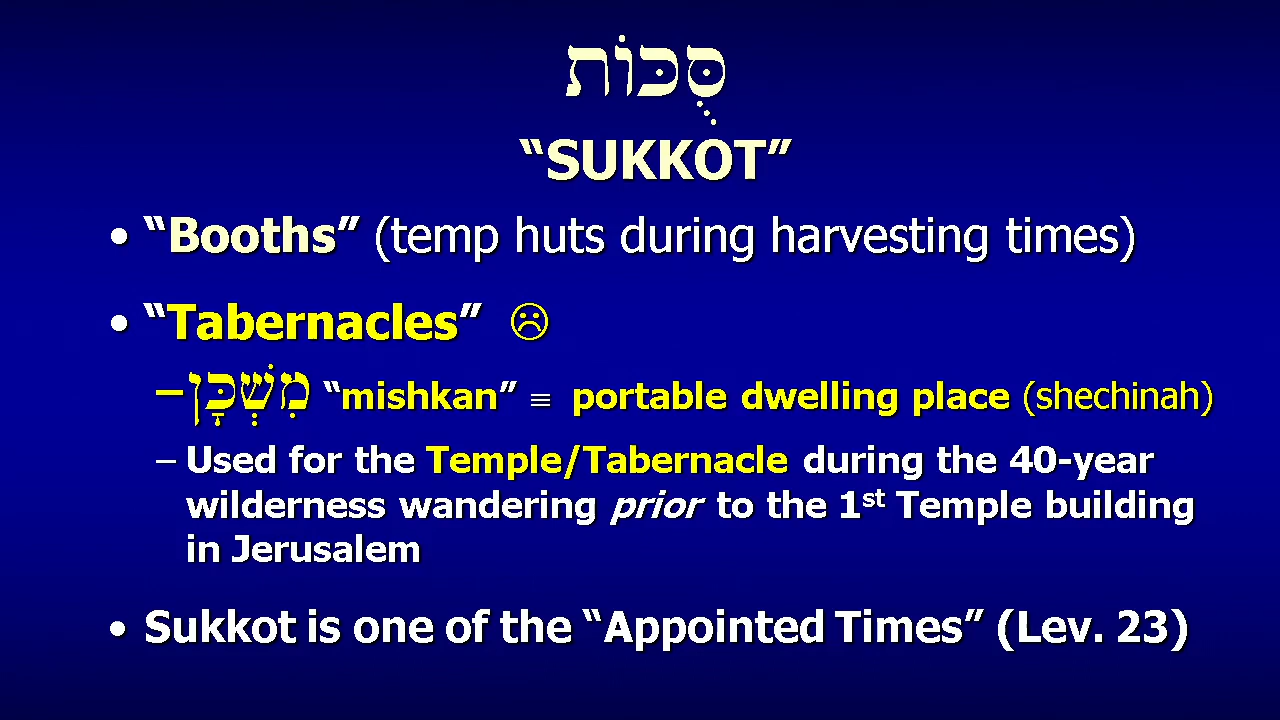 סֻּכּוֹת
“SUKKOT”
• “Booths” (temp huts during harvesting times)
• “Tabernacles” ☹
– מִשְׁכָּן “mishkan” ≡ portable dwelling place (shechinah)
– Used for the Temple/Tabernacle during the 40-year
wilderness wandering prior to the 1st Temple building
in Jerusalem
• Sukkot is one of the “Appointed Times” (Lev. 23)